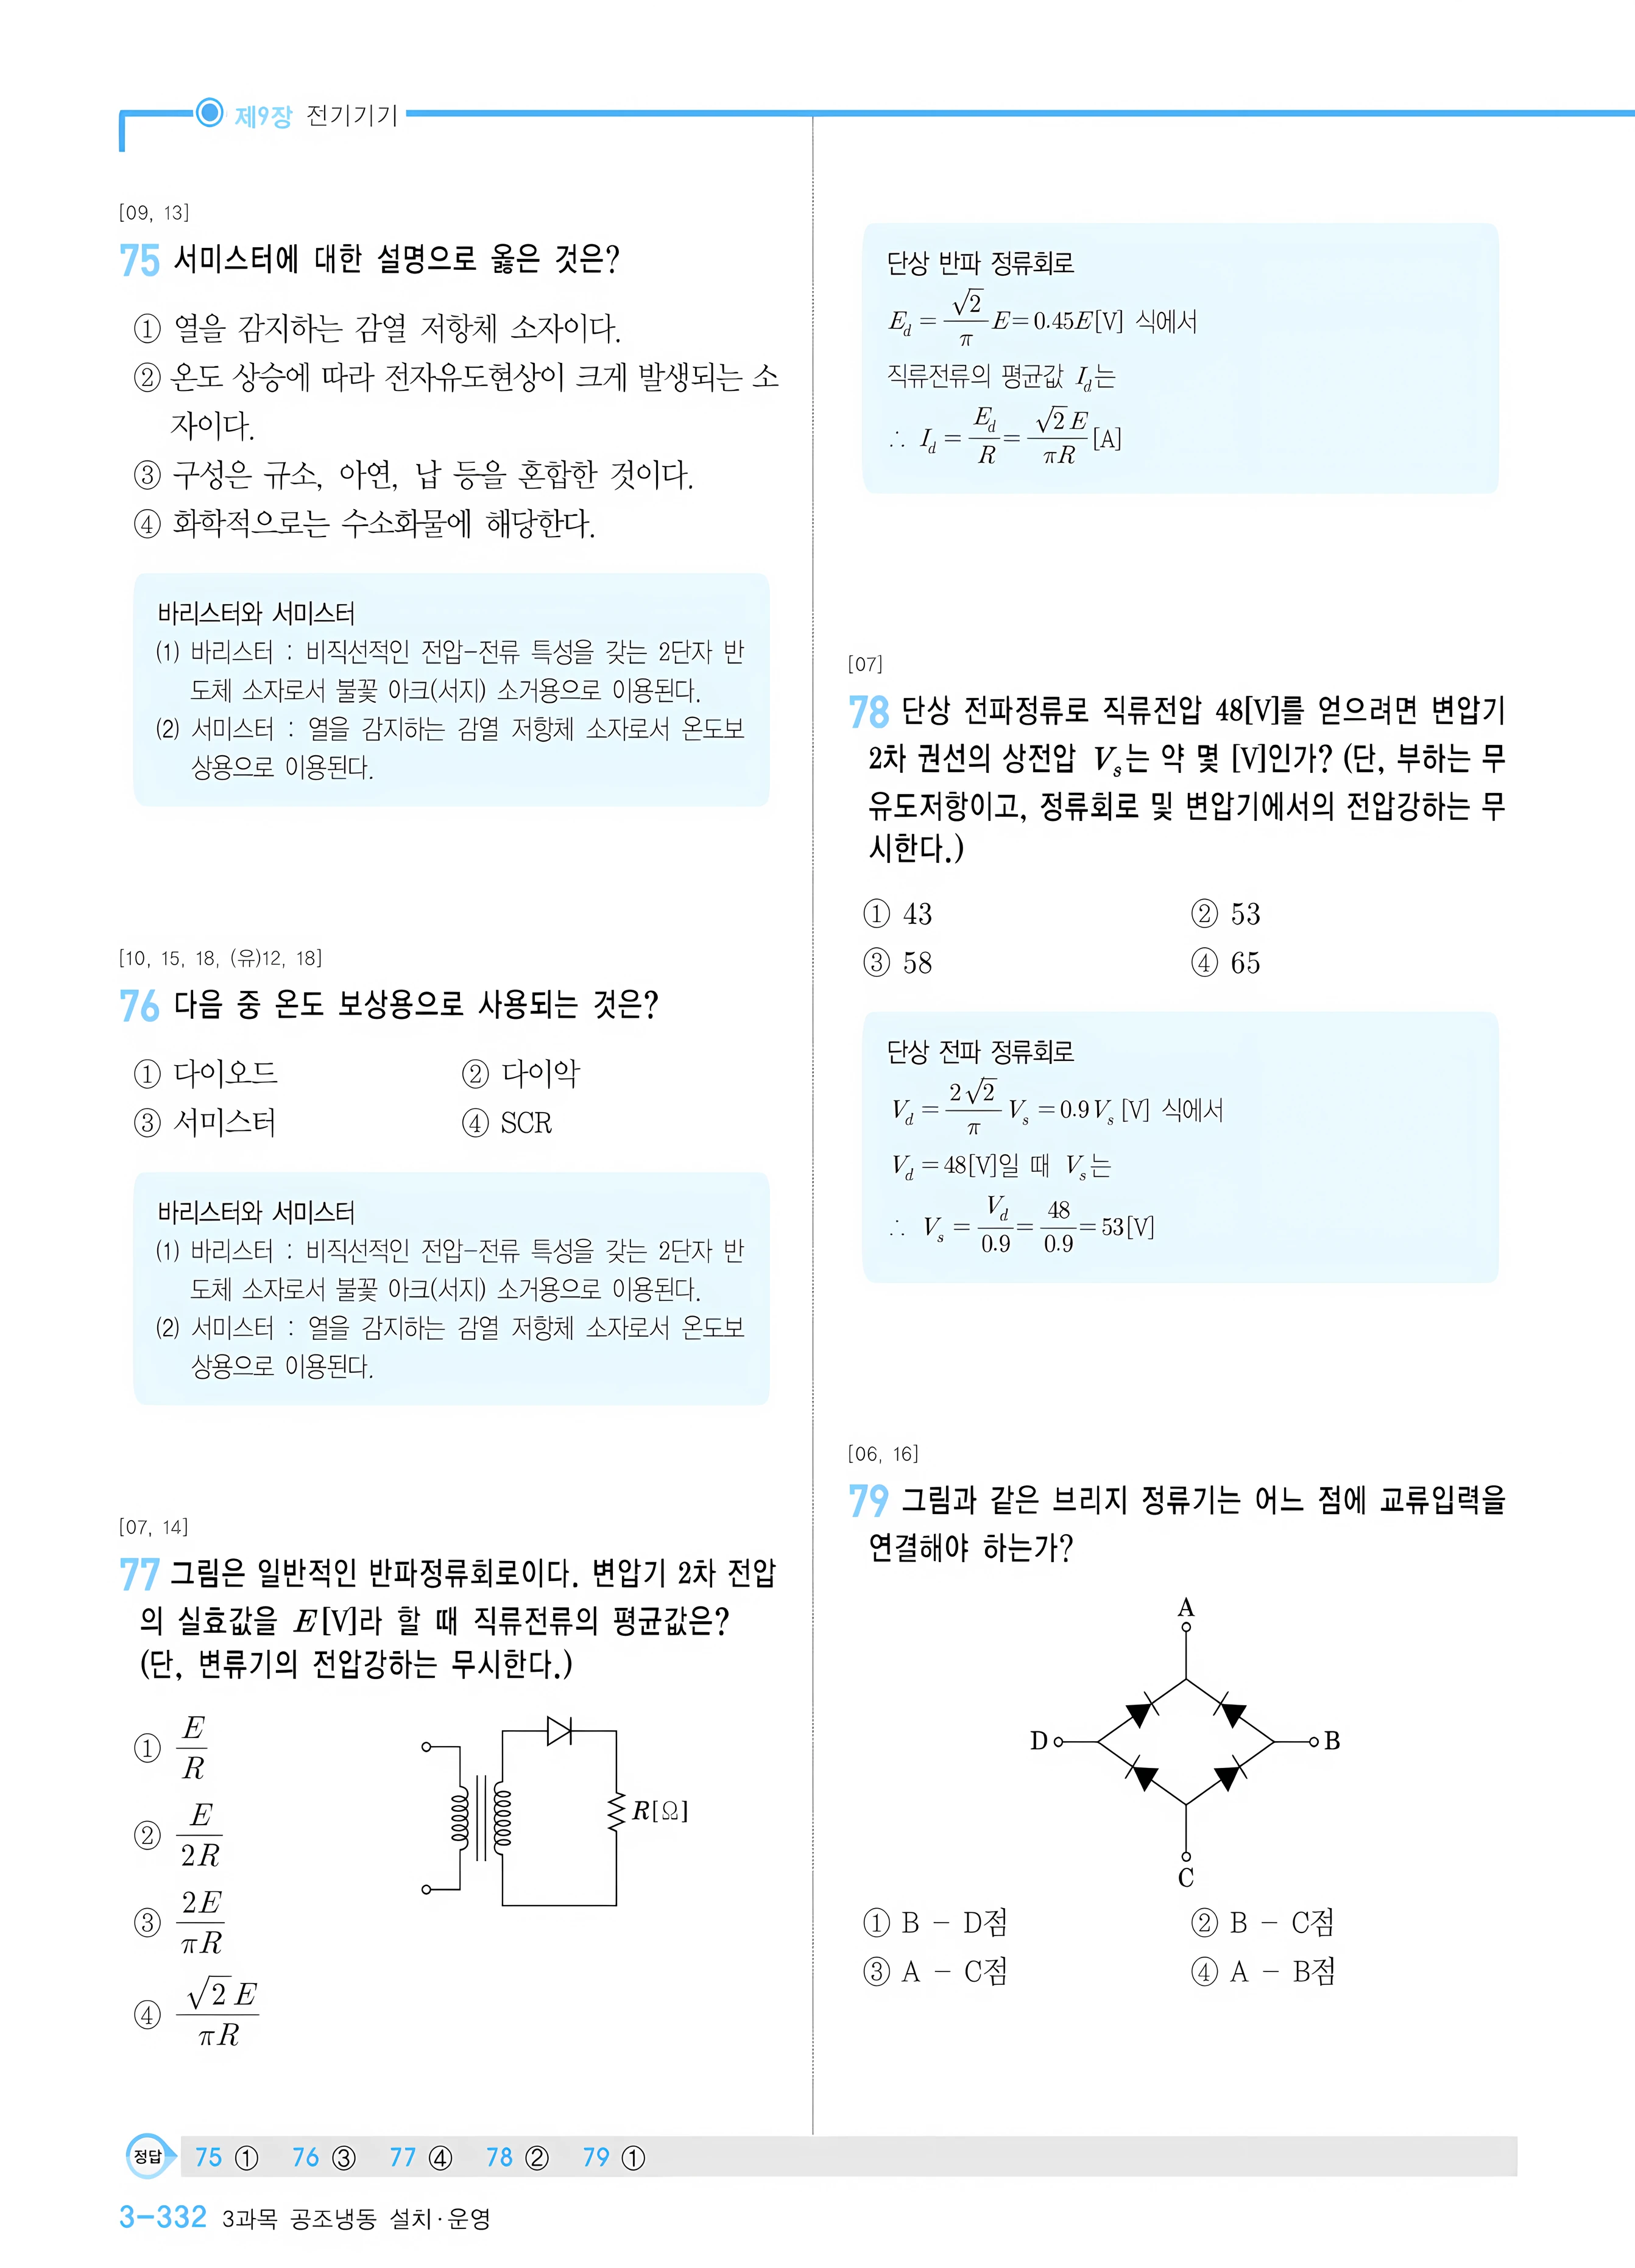 제9장 전기기기
[09, 13]
75 서미스터에 대한 설명으로 옳은 것은?
① 열을 감지하는 감열 저항체 소자이다.
② 온도 상승에 따라 전자유도현상이 크게 발생되는 소
자이다.
③ 구성은 규소, 아연, 납 등을 혼합한 것이다.
④ 화학적으로는 수소화물에 해당한다.
바리스터와 서미스터
(1) 바리스터 : 비직선적인 전압-전류 특성을 갖는 2단자 반
도체 소자로서 불꽃 아크(서지) 소거용으로 이용된다.
(2) 서미스터 : 열을 감지하는 감열 저항체 소자로서 온도보
상용으로 이용된다.
[10, 15, 18, (유)12, 18]
76 다음 중 온도 보상용으로 사용되는 것은?
① 다이오드 ② 다이악
③ 서미스터 ④ SCR
바리스터와 서미스터
(1) 바리스터 : 비직선적인 전압-전류 특성을 갖는 2단자 반
도체 소자로서 불꽃 아크(서지) 소거용으로 이용된다.
(2) 서미스터 : 열을 감지하는 감열 저항체 소자로서 온도보
상용으로 이용된다.
[07, 14]
77 그림은 일반적인 반파정류회로이다. 변압기 2차 전압
의 실효값을 E[V]라 할 때 직류전류의 평균값은?
(단, 변류기의 전압강하는 무시한다.)
① E/R
② E/2R
③ 2E/πR
④ √2E/πR
R[Ω]
단상 반파 정류회로
E_d = √2/π E = 0.45E[V] 식에서
직류전류의 평균값 I_d는
∴ I_d = E_d/R = √2E/πR [A]
[07]
78 단상 전파정류로 직류전압 48[V]를 얻으려면 변압기
2차 권선의 상전압 V_s는 약 몇 [V]인가? (단, 부하는 무
유도저항이고, 정류회로 및 변압기에서의 전압강하는 무
시한다.)
① 43 ② 53
③ 58 ④ 65
단상 전파 정류회로
V_d = 2√2/π V_s = 0.9V_s [V] 식에서
V_d = 48[V]일 때 V_s는
∴ V_s = V_d/0.9 = 48/0.9 = 53[V]
[06, 16]
79 그림과 같은 브리지 정류기는 어느 점에 교류입력을
연결해야 하는가?
A
D B
C
① B - D점 ② B - C점
③ A - C점 ④ A - B점
정답 75 ① 76 ③ 77 ④ 78 ② 79 ①
3-332 3과목 공조냉동 설치·운영